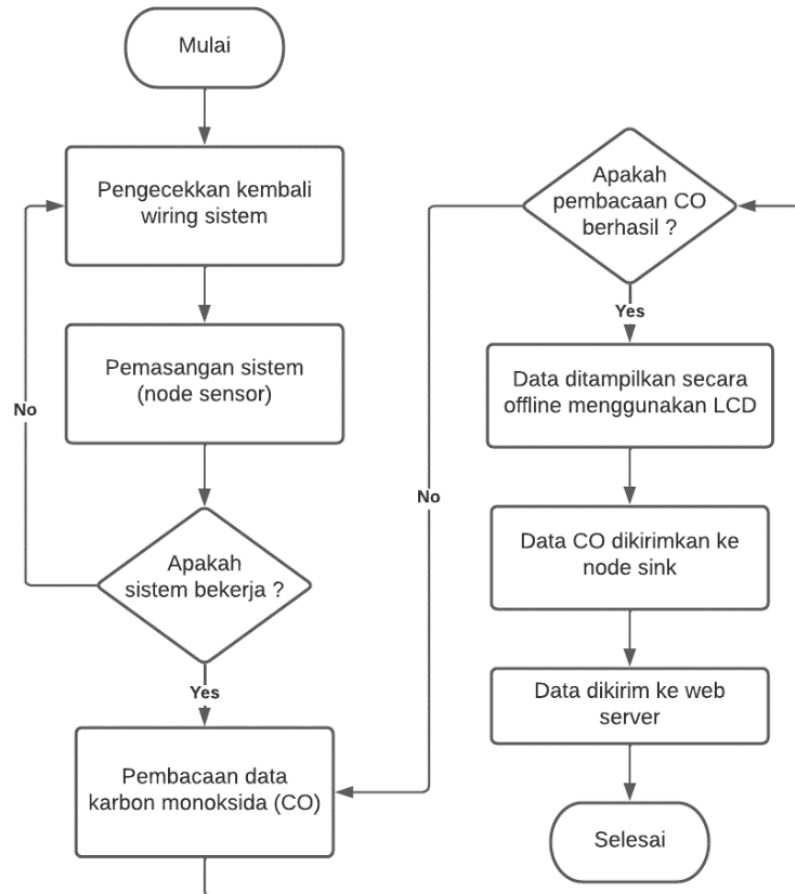 Mulai
Pengecekkan kembali
wiring sistem
Pemasangan sistem
(node sensor)
No
Apakah
sistem bekerja ?
Yes
Pembacaan data
karbon monoksida (CO)
Apakah
pembacaan CO
berhasil ?
Yes
No
Data ditampilkan secara
offline menggunakan LCD
Data CO dikirimkan ke
node sink
Data dikirim ke web
server
Selesai